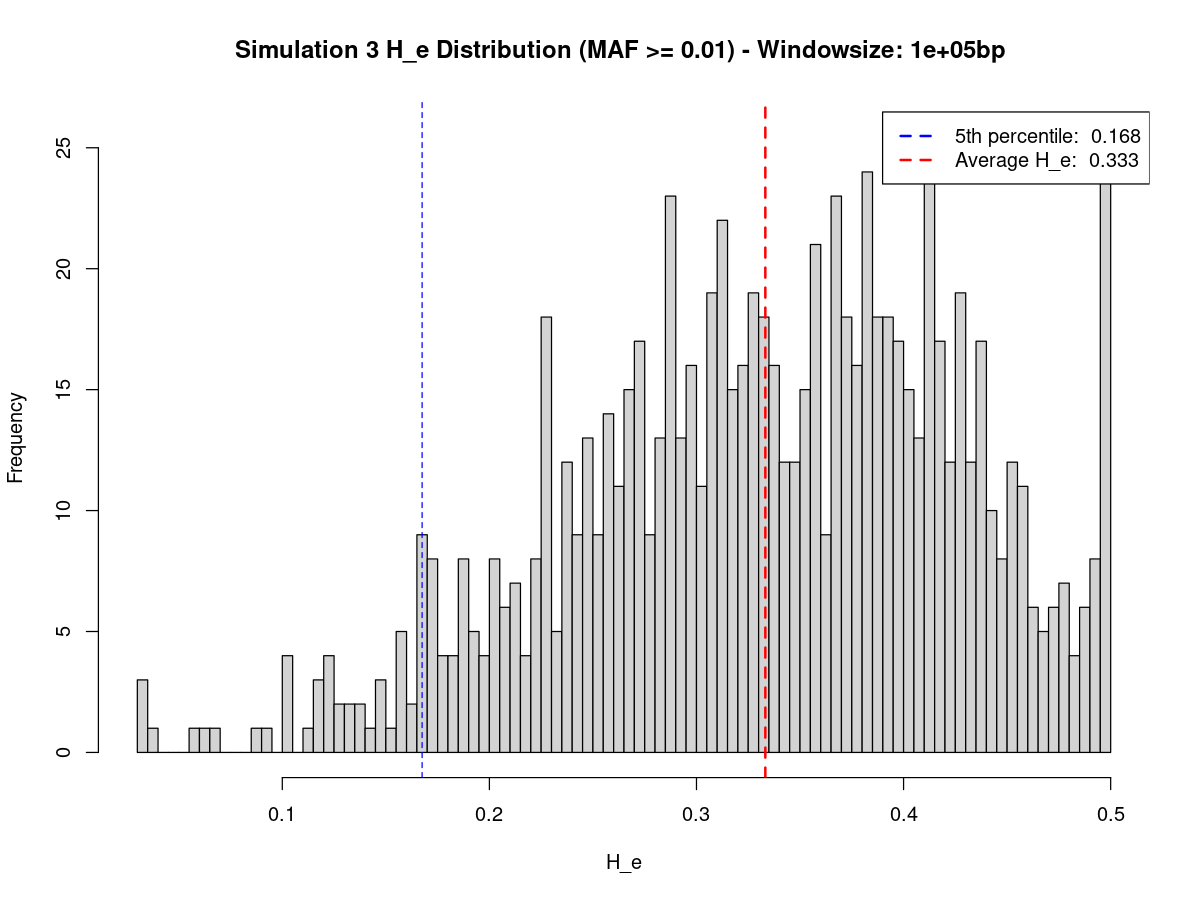 Simulation 3 H_e Distribution (MAF >= 0.01) - Windowsize: 1e+05bp
5th percentile: 0.168
Average H_e: 0.333
Frequency
25
20
15
10
5
0
0.1 0.2 0.3 0.4 0.5
H_e